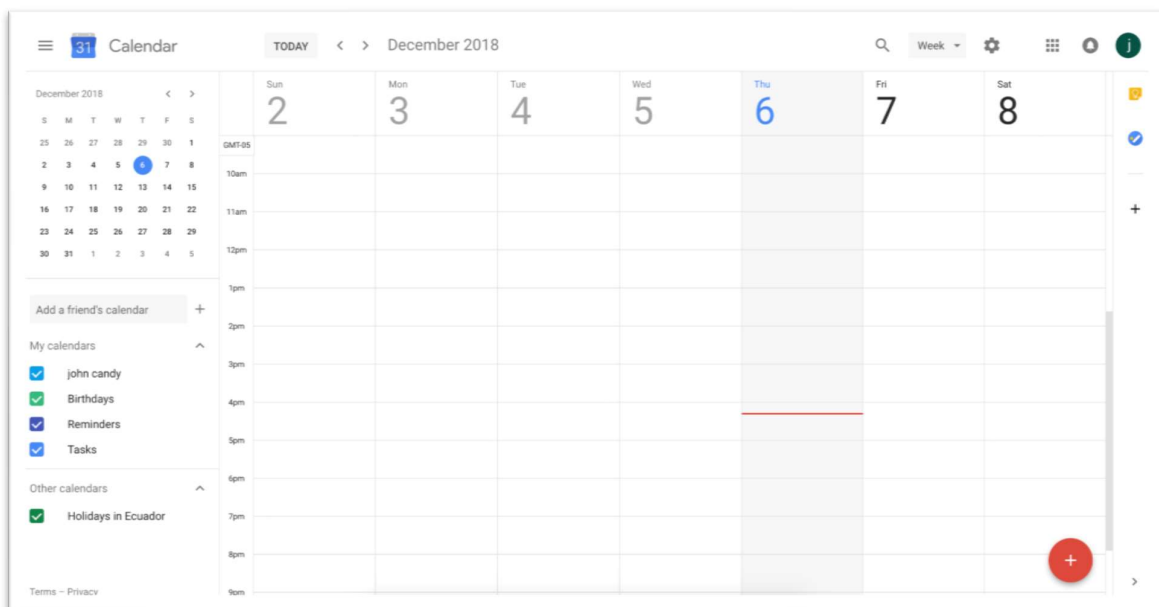 31 Calendar TODAY < > December 2018 Week j
December 2018 < >
S M T W T F S
25 26 27 28 29 30 1
2 3 4 5 6 7 8
9 10 11 12 13 14 15
16 17 18 19 20 21 22
23 24 25 26 27 28 29
30 31 1 2 3 4 5
Add a friend's calendar +
My calendars
john candy
Birthdays
Reminders
Tasks
Other calendars
Holidays in Ecuador
Terms – Privacy
Sun Mon Tue Wed Thu Fri Sat
2 3 4 5 6 7 8
GMT-05
10am
11am
12pm
1pm
2pm
3pm
4pm
5pm
6pm
7pm
8pm
9pm